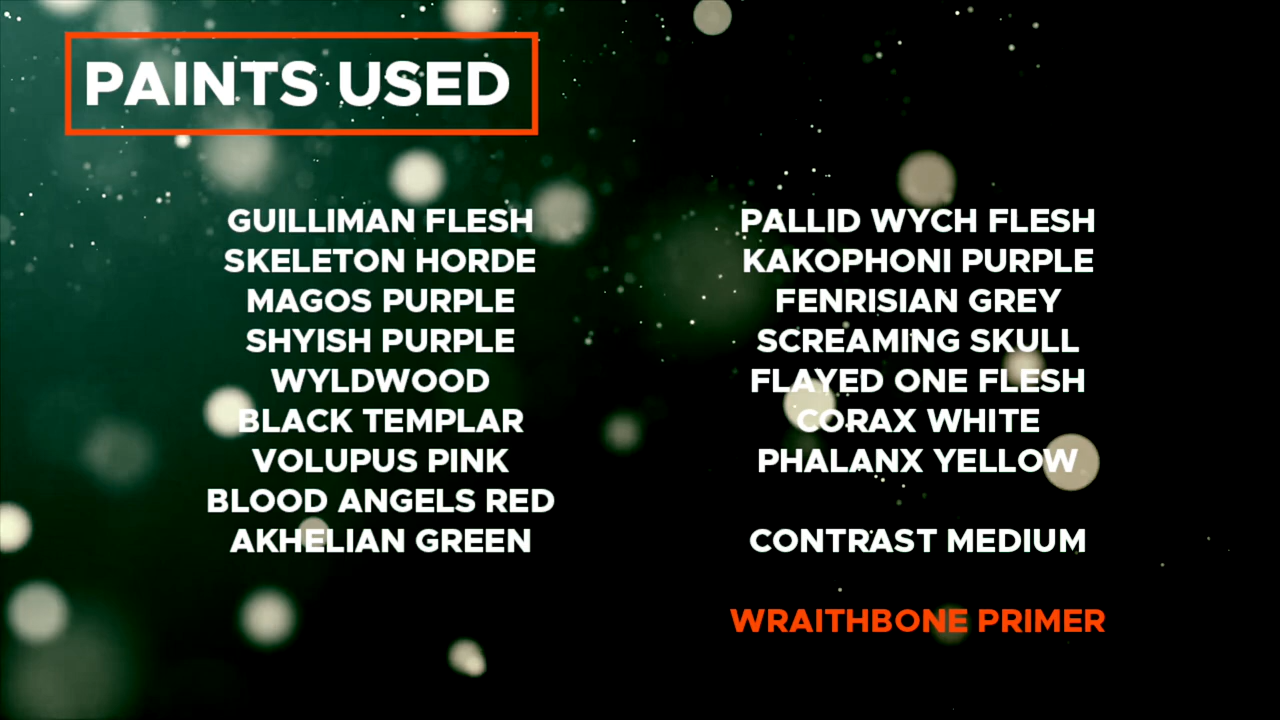 PAINTS USED
GUILLIMAN FLESH
SKELETON HORDE
MAGOS PURPLE
SHYISH PURPLE
WYLDWOOD
BLACK TEMPLAR
VOLUPUS PINK
BLOOD ANGELS RED
AKHELIAN GREEN
PALLID WYCH FLESH
KAKOPHONI PURPLE
FENRISIAN GREY
SCREAMING SKULL
FLAYED ONE FLESH
CORAX WHITE
PHALANX YELLOW
CONTRAST MEDIUM
WRAITHBONE PRIMER